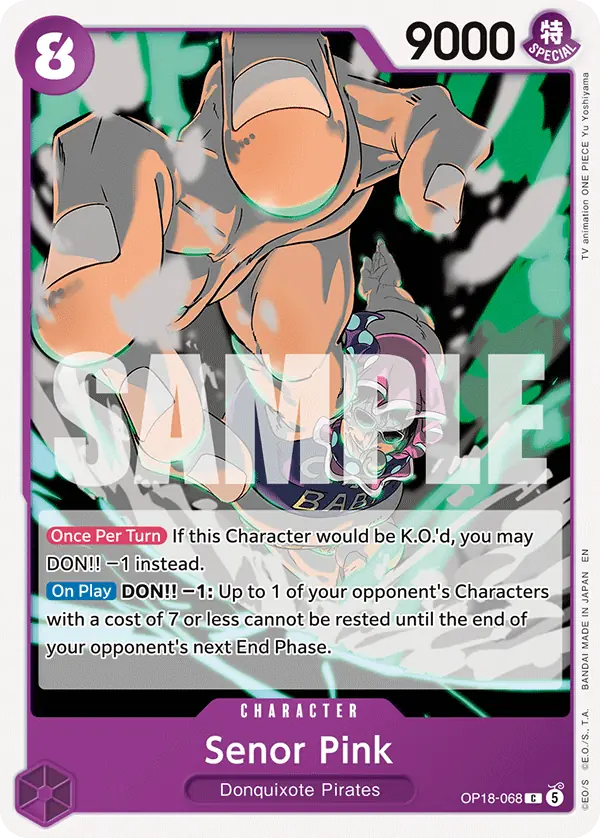 8
9000
特
SPECIAL
TV animation ONE PIECE Yu Yoshiyama
SAMPLE
BAB
Once Per Turn If this Character would be K.O.'d, you may
DON!! −1 instead.
On Play DON!! −1: Up to 1 of your opponent's Characters
with a cost of 7 or less cannot be rested until the end of
your opponent's next End Phase.
©EO/S ©E.O./S., T.A. BANDAI MADE IN JAPAN EN
CHARACTER
Senor Pink
Donquixote Pirates
OP18-068 C 5